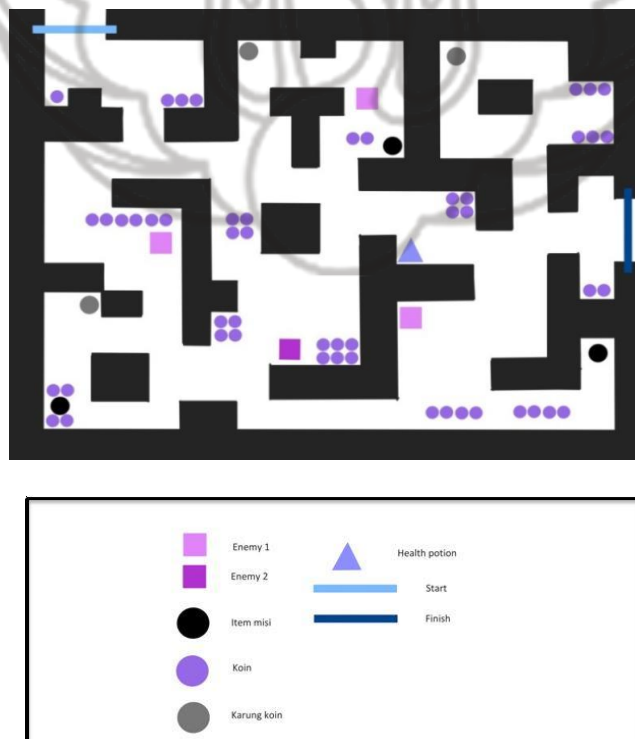 Enemy 1
Enemy 2
Item misi
Koin
Karung koin
Health potion
Start
Finish